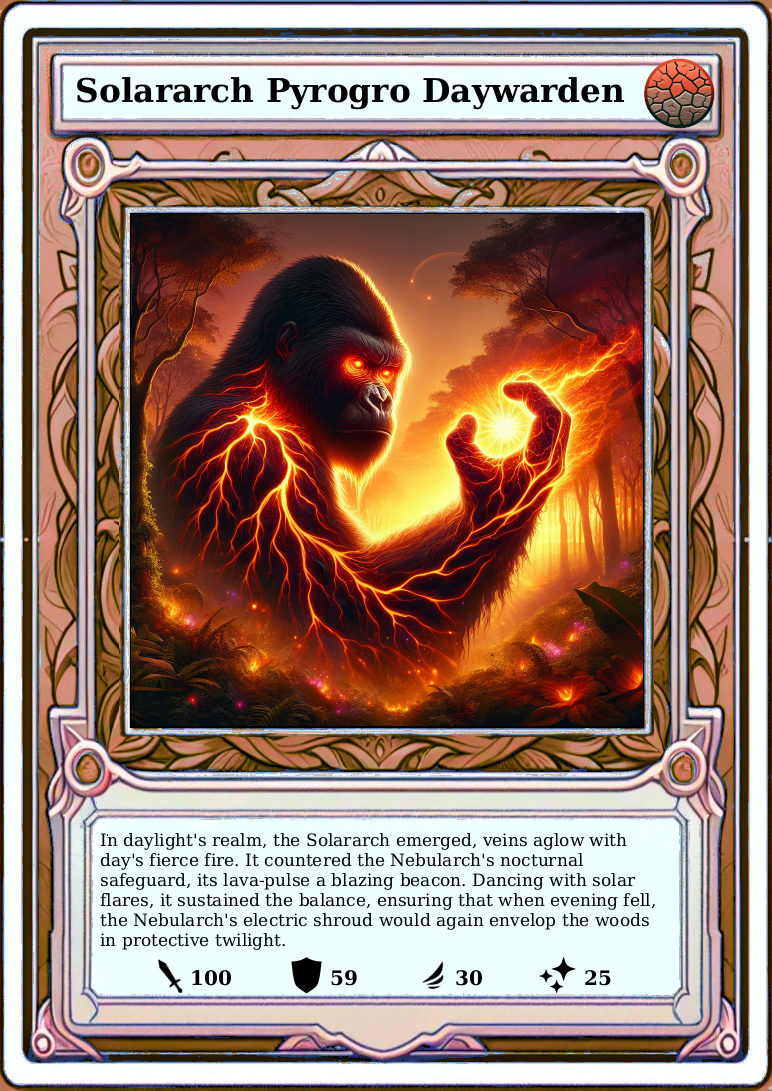 Solararch Pyrogro Daywarden
In daylight's realm, the Solararch emerged, veins aglow with
day's fierce fire. It countered the Nebularch's nocturnal
safeguard, its lava-pulse a blazing beacon. Dancing with solar
flares, it sustained the balance, ensuring that when evening fell,
the Nebularch's electric shroud would again envelop the woods
in protective twilight.
100 59 30 25